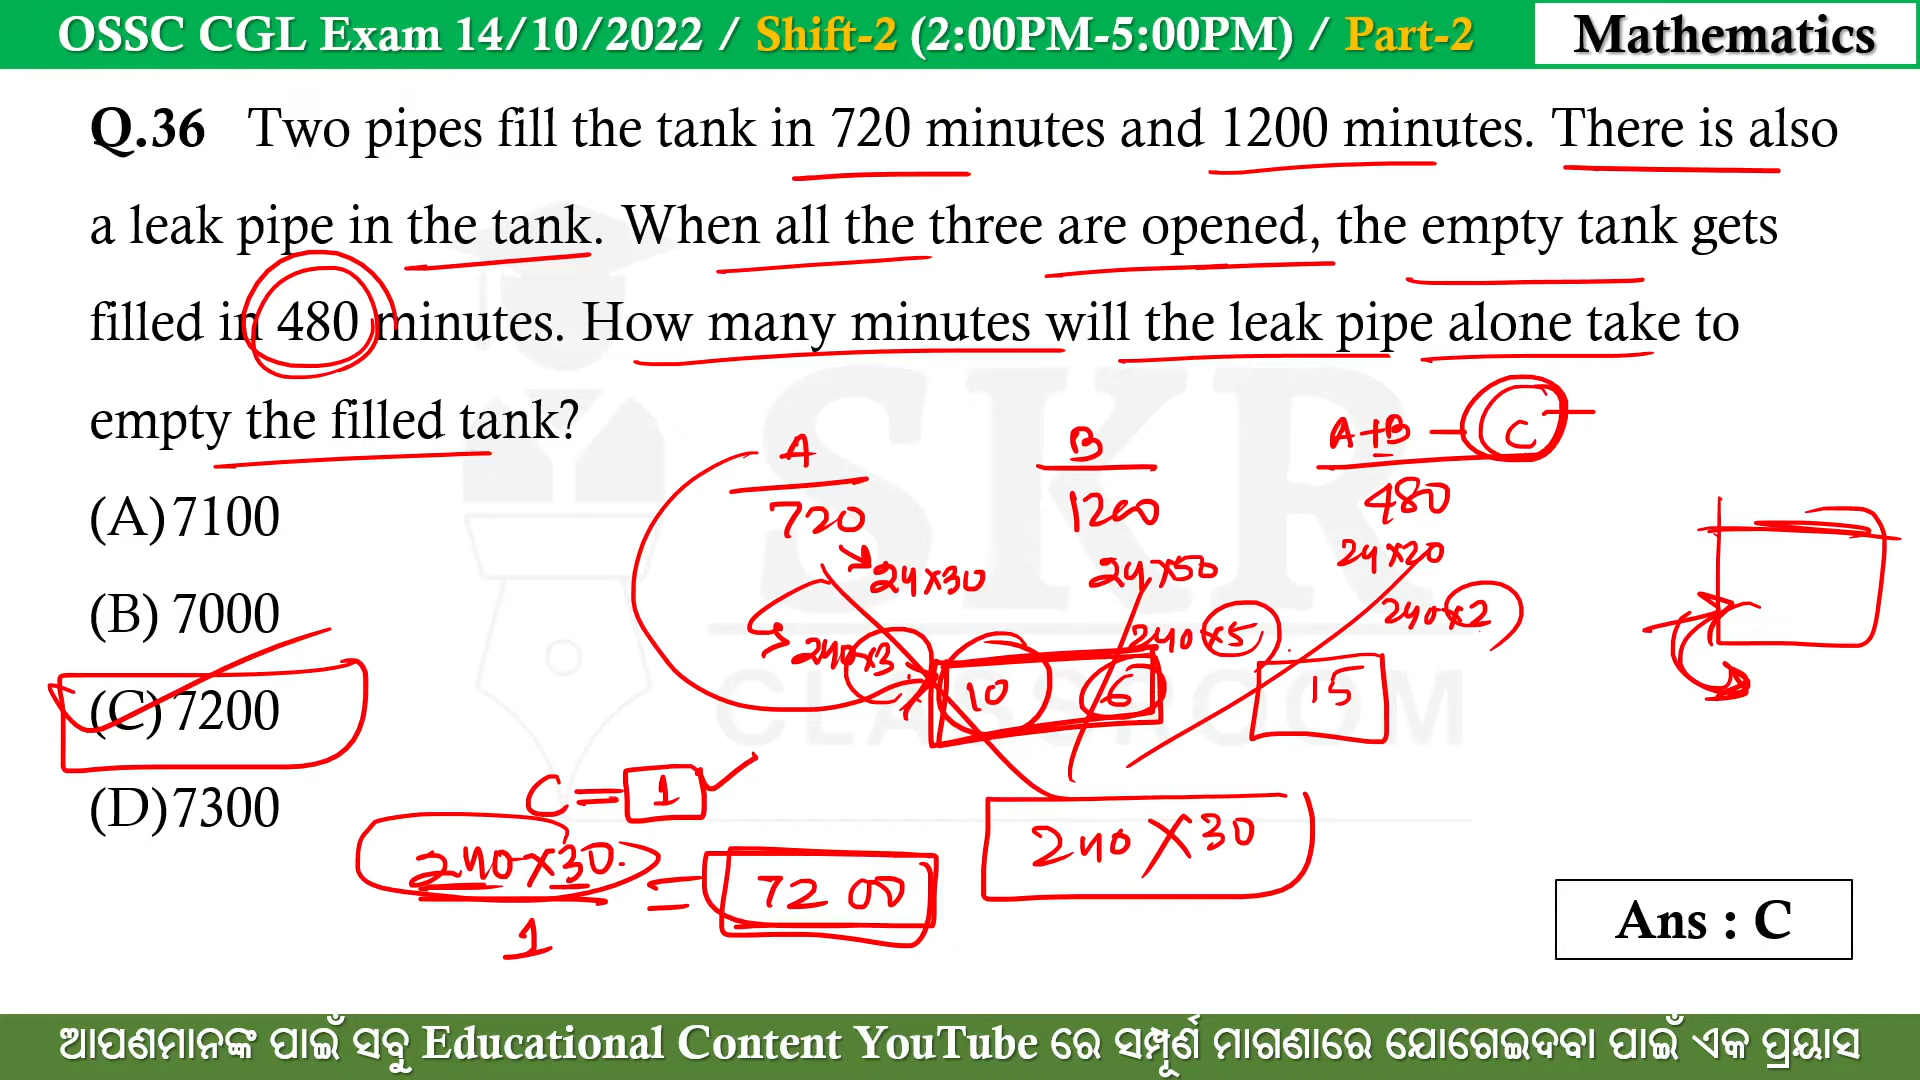 OSSC CGL Exam 14/10/2022 / Shift-2 (2:00PM-5:00PM) / Part-2
Mathematics
Q.36 Two pipes fill the tank in 720 minutes and 1200 minutes. There is also
a leak pipe in the tank. When all the three are opened, the empty tank gets
filled in 480 minutes. How many minutes will the leak pipe alone take to
empty the filled tank?
(A) 7100
(B) 7000
(C) 7200
(D) 7300
A B A+B-C
720 1200 480
24×30 24×50 24×20
240×3 240×5 240×2
10 6 15
240×30
C = 1
240×30 = 7200
1
SKR
CLASSROOM
Ans : C
ଆପଣମାନଙ୍କ ପାଇଁ ସବୁ Educational Content YouTube ରେ ସମ୍ପୂର୍ଣ ମାଗଣାରେ ଯୋଗେଇଦବା ପାଇଁ ଏକ ପ୍ରୟାସ